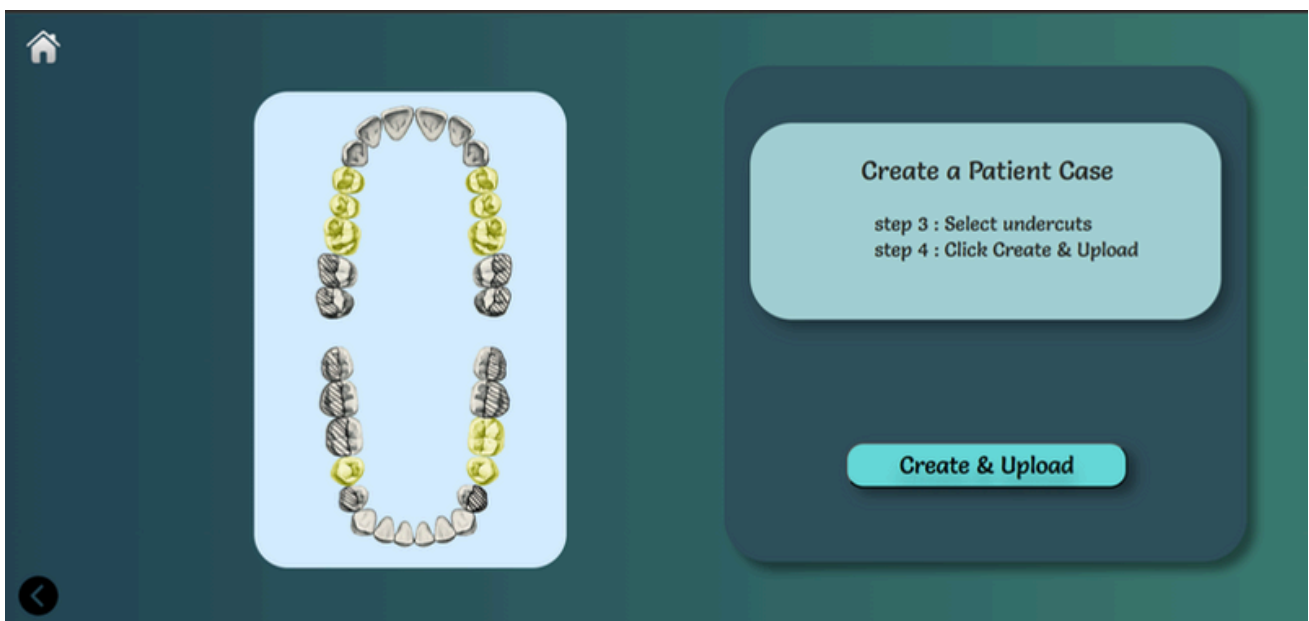 Create a Patient Case
step 3 : Select undercuts
step 4 : Click Create & Upload
Create & Upload